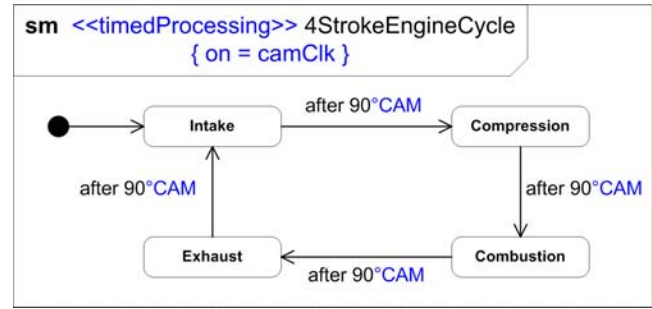 sm <<timedProcessing>> 4StrokeEngineCycle
{ on = camClk }
after 90°CAM
Intake
Compression
after 90°CAM
after 90°CAM
Exhaust
Combustion
after 90°CAM